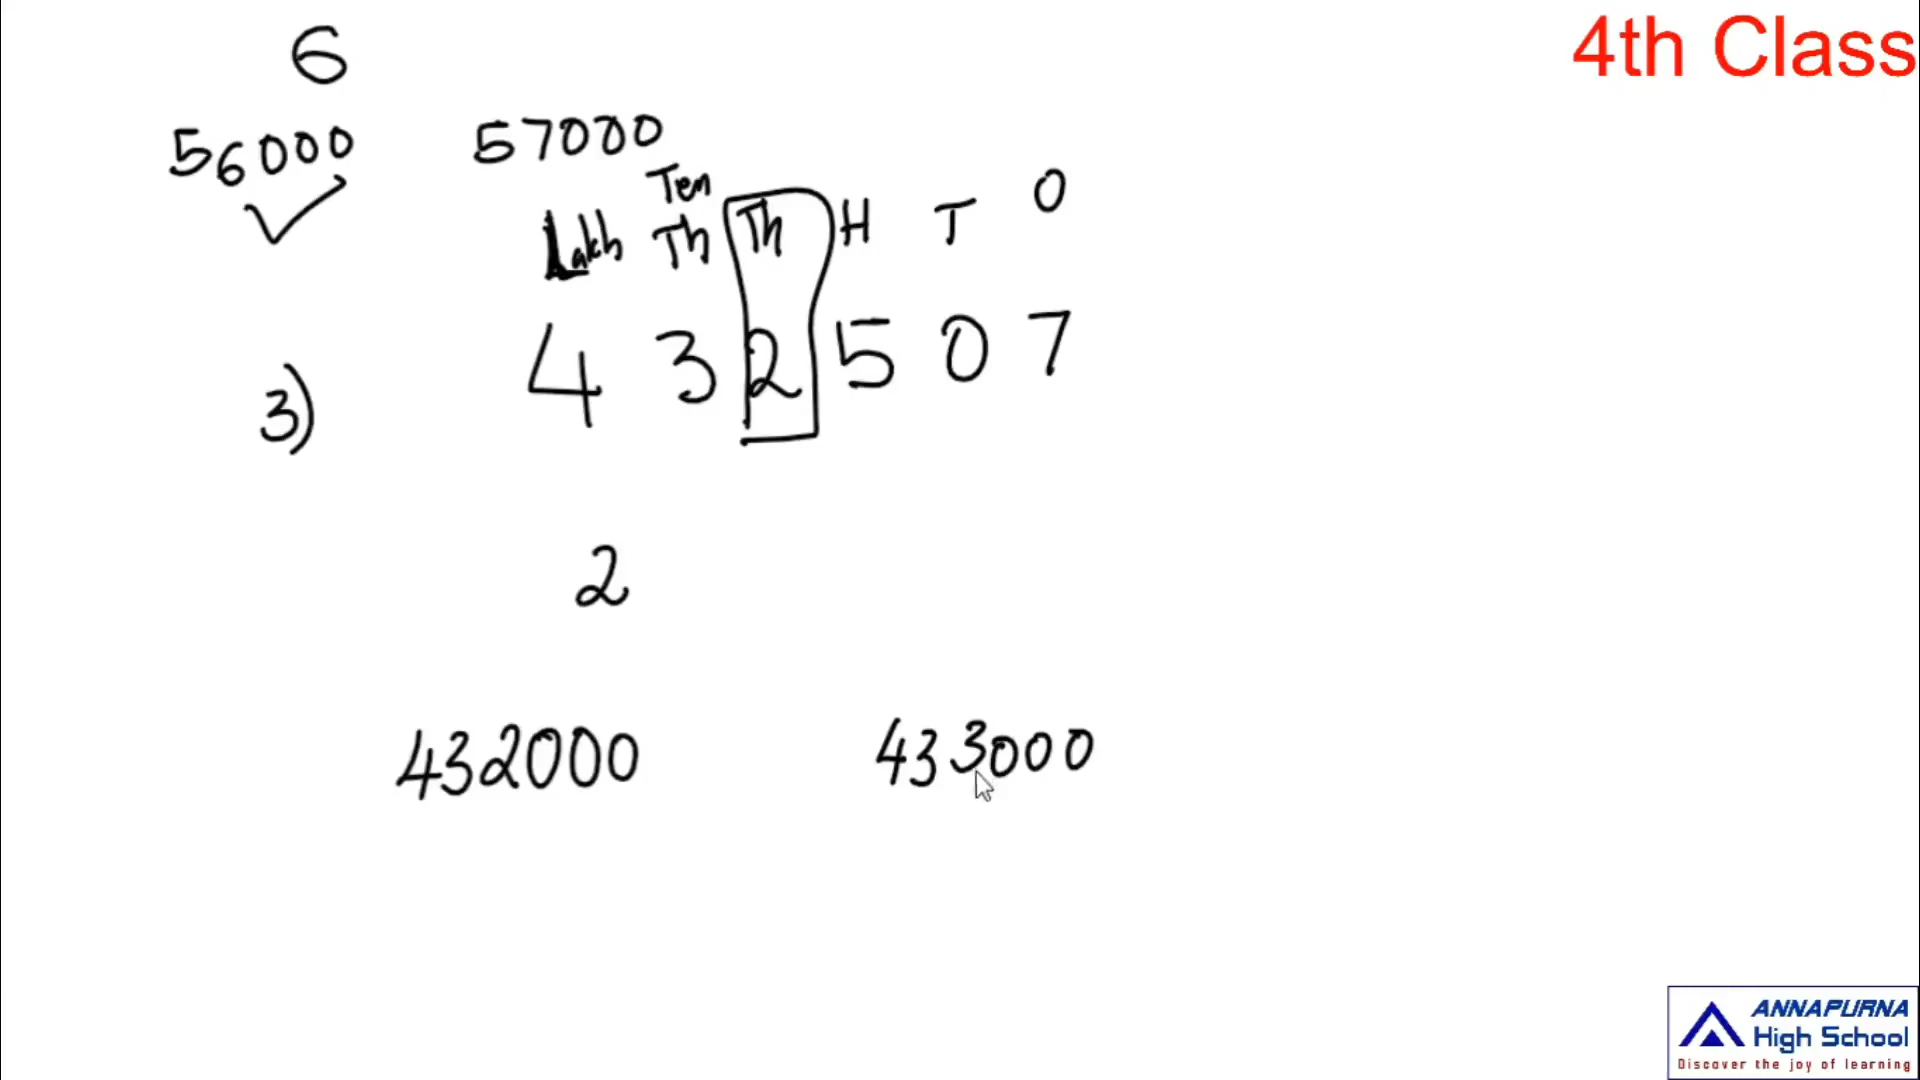 4th Class
6
56000 57000
Lakh Ten Th Th H T O
3) 4 3 2 5 0 7
2
432000 433000
ANNAPURNA
High School
Discover the joy of learning